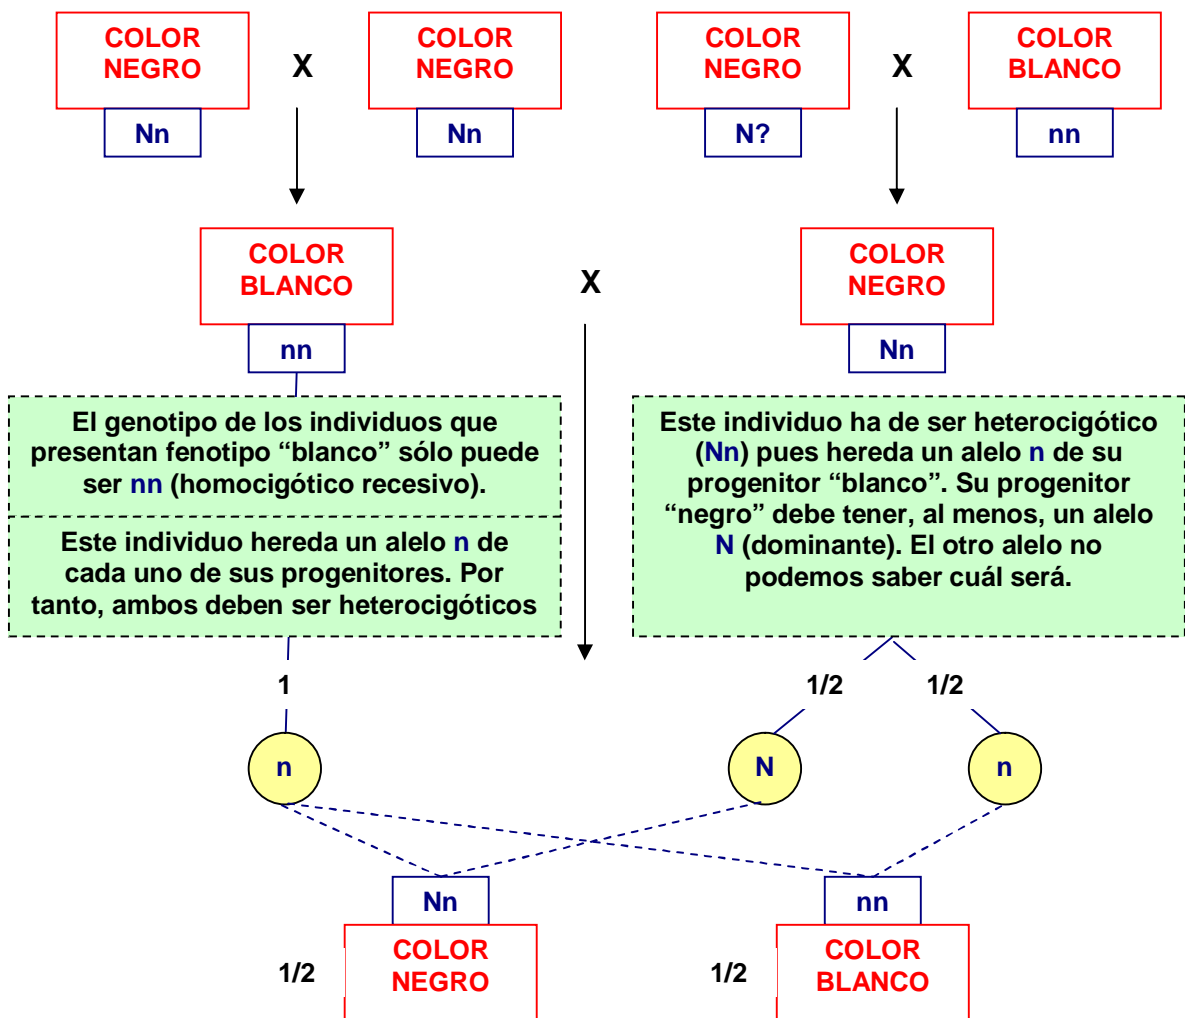 COLOR
NEGRO
X
COLOR
NEGRO
COLOR
NEGRO
X
COLOR
BLANCO
Nn
Nn
N?
nn
COLOR
BLANCO
X
COLOR
NEGRO
nn
Nn
El genotipo de los individuos que
presentan fenotipo “blanco” sólo puede
ser nn (homocigótico recesivo).
Este individuo hereda un alelo n de
cada uno de sus progenitores. Por
tanto, ambos deben ser heterocigóticos
Este individuo ha de ser heterocigótico
(Nn) pues hereda un alelo n de su
progenitor “blanco”. Su progenitor
“negro” debe tener, al menos, un alelo
N (dominante). El otro alelo no
podemos saber cuál será.
1
1/2
1/2
n
N
n
Nn
nn
1/2
COLOR
NEGRO
1/2
COLOR
BLANCO